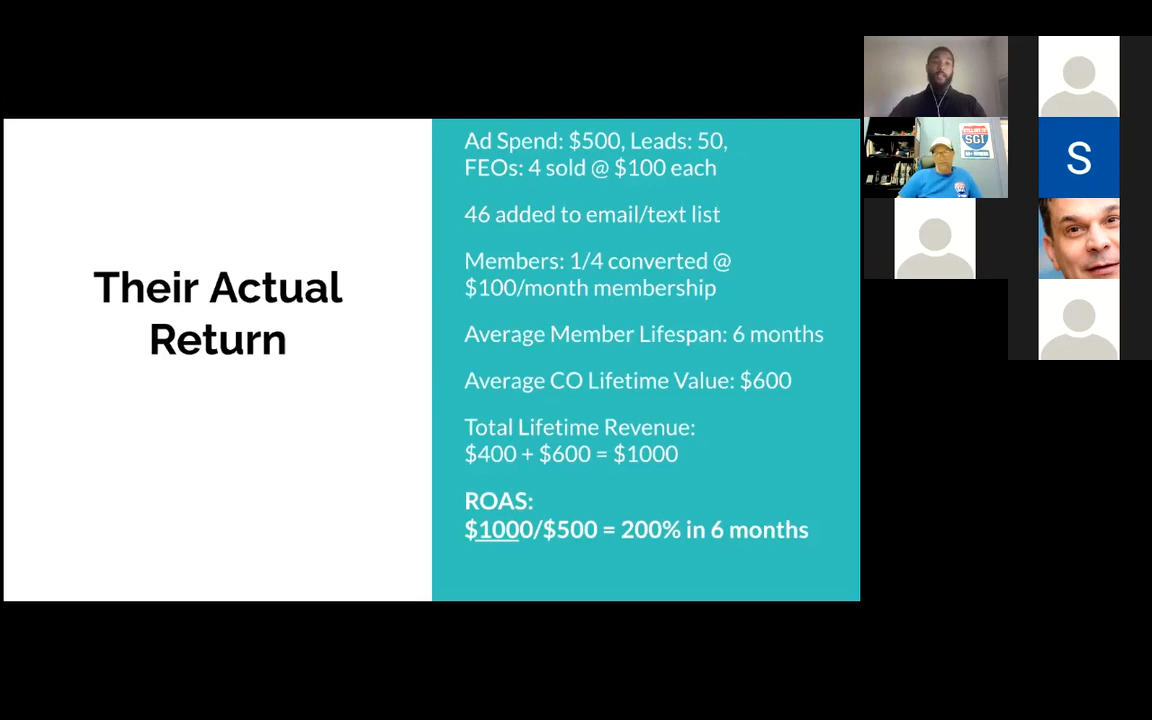 Their Actual
Return
Ad Spend: $500, Leads: 50,
FEOs: 4 sold @ $100 each
46 added to email/text list
Members: 1/4 converted @
$100/month membership
Average Member Lifespan: 6 months
Average CO Lifetime Value: $600
Total Lifetime Revenue:
$400 + $600 = $1000
ROAS:
$1000/$500 = 200% in 6 months
SGI
S